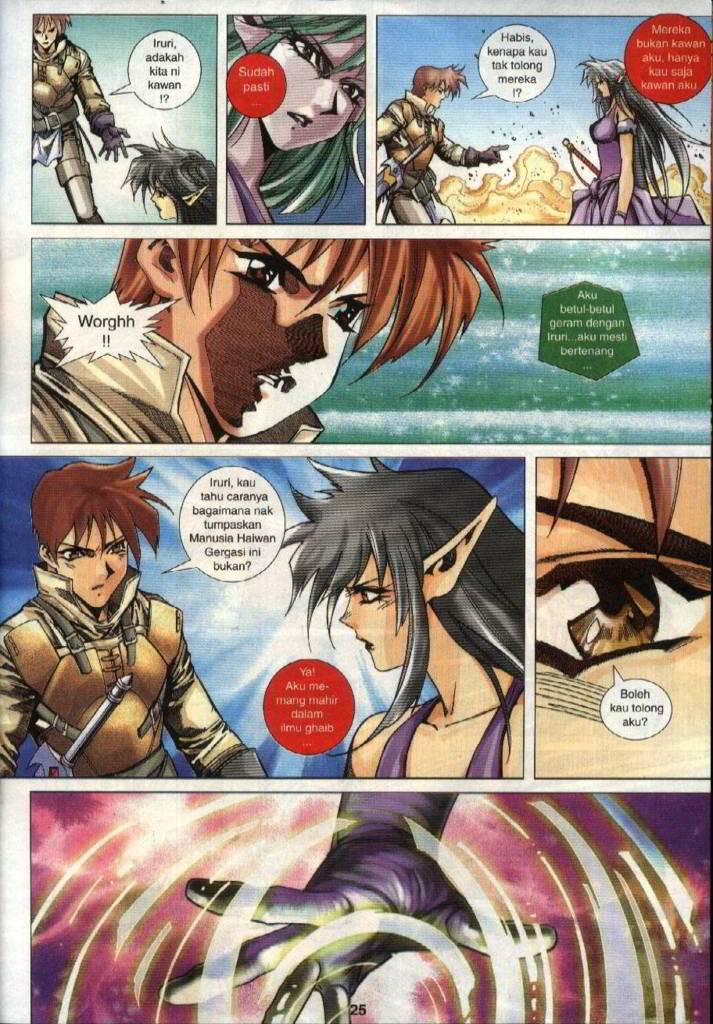 Iruri,
adakah
kita ni
kawan
!?
Sudah
pasti
...
Habis,
kenapa kau
tak tolong
mereka
!?
Mereka
bukan kawan
aku, hanya
kau saja
kawan aku.
Worghh
!!
Aku
betul-betul
geram dengan
Iruri...aku mesti
bertenang
...
Iruri, kau
tahu caranya
bagaimana nak
tumpaskan
Manusia Haiwan
Gergasi ini
bukan?
Ya!
Aku me-
mang mahir
dalam
ilmu ghaib
...
Boleh
kau tolong
aku?
25